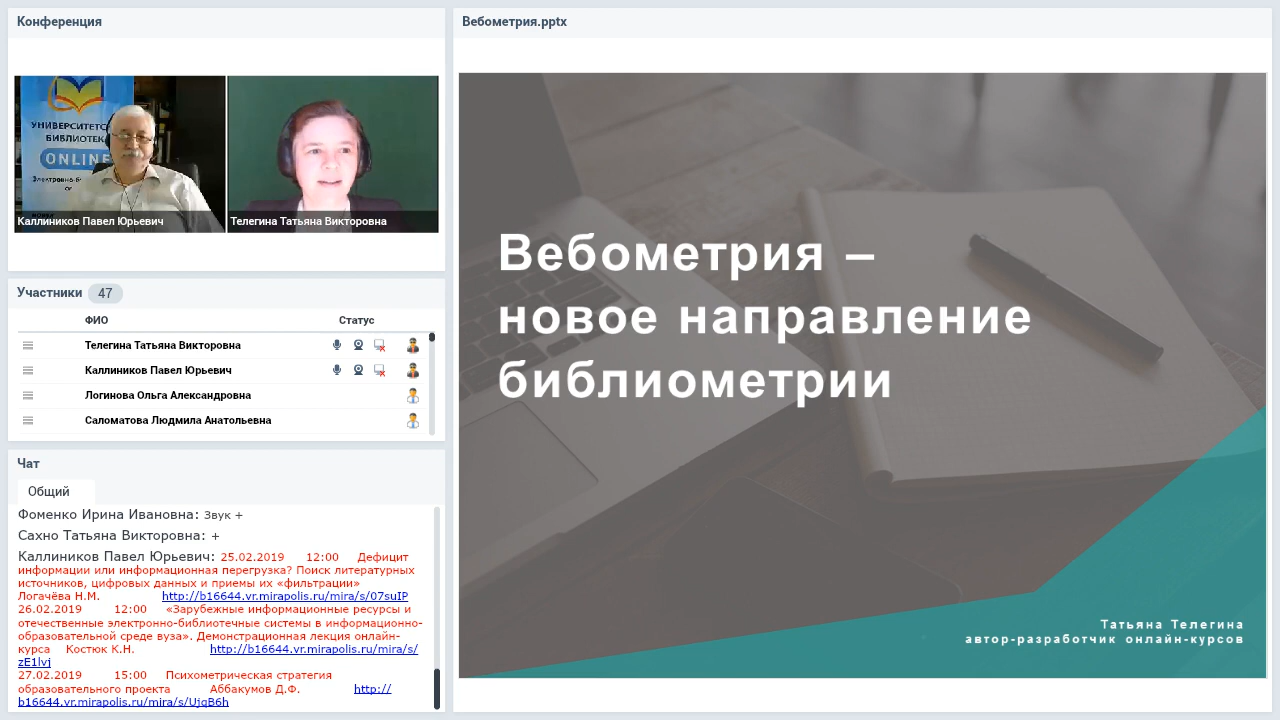 Конференция
УНИВЕРСИТЕТС
БИБЛИОТЕК
ONLINE
Каллиников Павел Юрьевич
Телегина Татьяна Викторовна
Участники 47
ФИО Статус
Телегина Татьяна Викторовна
Каллиников Павел Юрьевич
Логинова Ольга Александровна
Саломатова Людмила Анатольевна
Чат
Общий
Фоменко Ирина Ивановна: Звук +
Сахно Татьяна Викторовна: +
Каллиников Павел Юрьевич: 25.02.2019 12:00 Дефицит
информации или информационная перегрузка? Поиск литературных
источников, цифровых данных и приемы их «фильтрации»
Логачёва Н.М. http://b16644.vr.mirapolis.ru/mira/s/07suIP
26.02.2019 12:00 «Зарубежные информационные ресурсы и
отечественные электронно-библиотечные системы в информационно-
образовательной среде вуза». Демонстрационная лекция онлайн-
курса Костюк К.Н. http://b16644.vr.mirapolis.ru/mira/s/
zE1lvj
27.02.2019 15:00 Психометрическая стратегия
образовательного проекта Аббакумов Д.Ф. http://
b16644.vr.mirapolis.ru/mira/s/UjqB6h
Вебометрия.pptx
Вебометрия –
новое направление
библиометрии
Татьяна Телегина
автор-разработчик онлайн-курсов